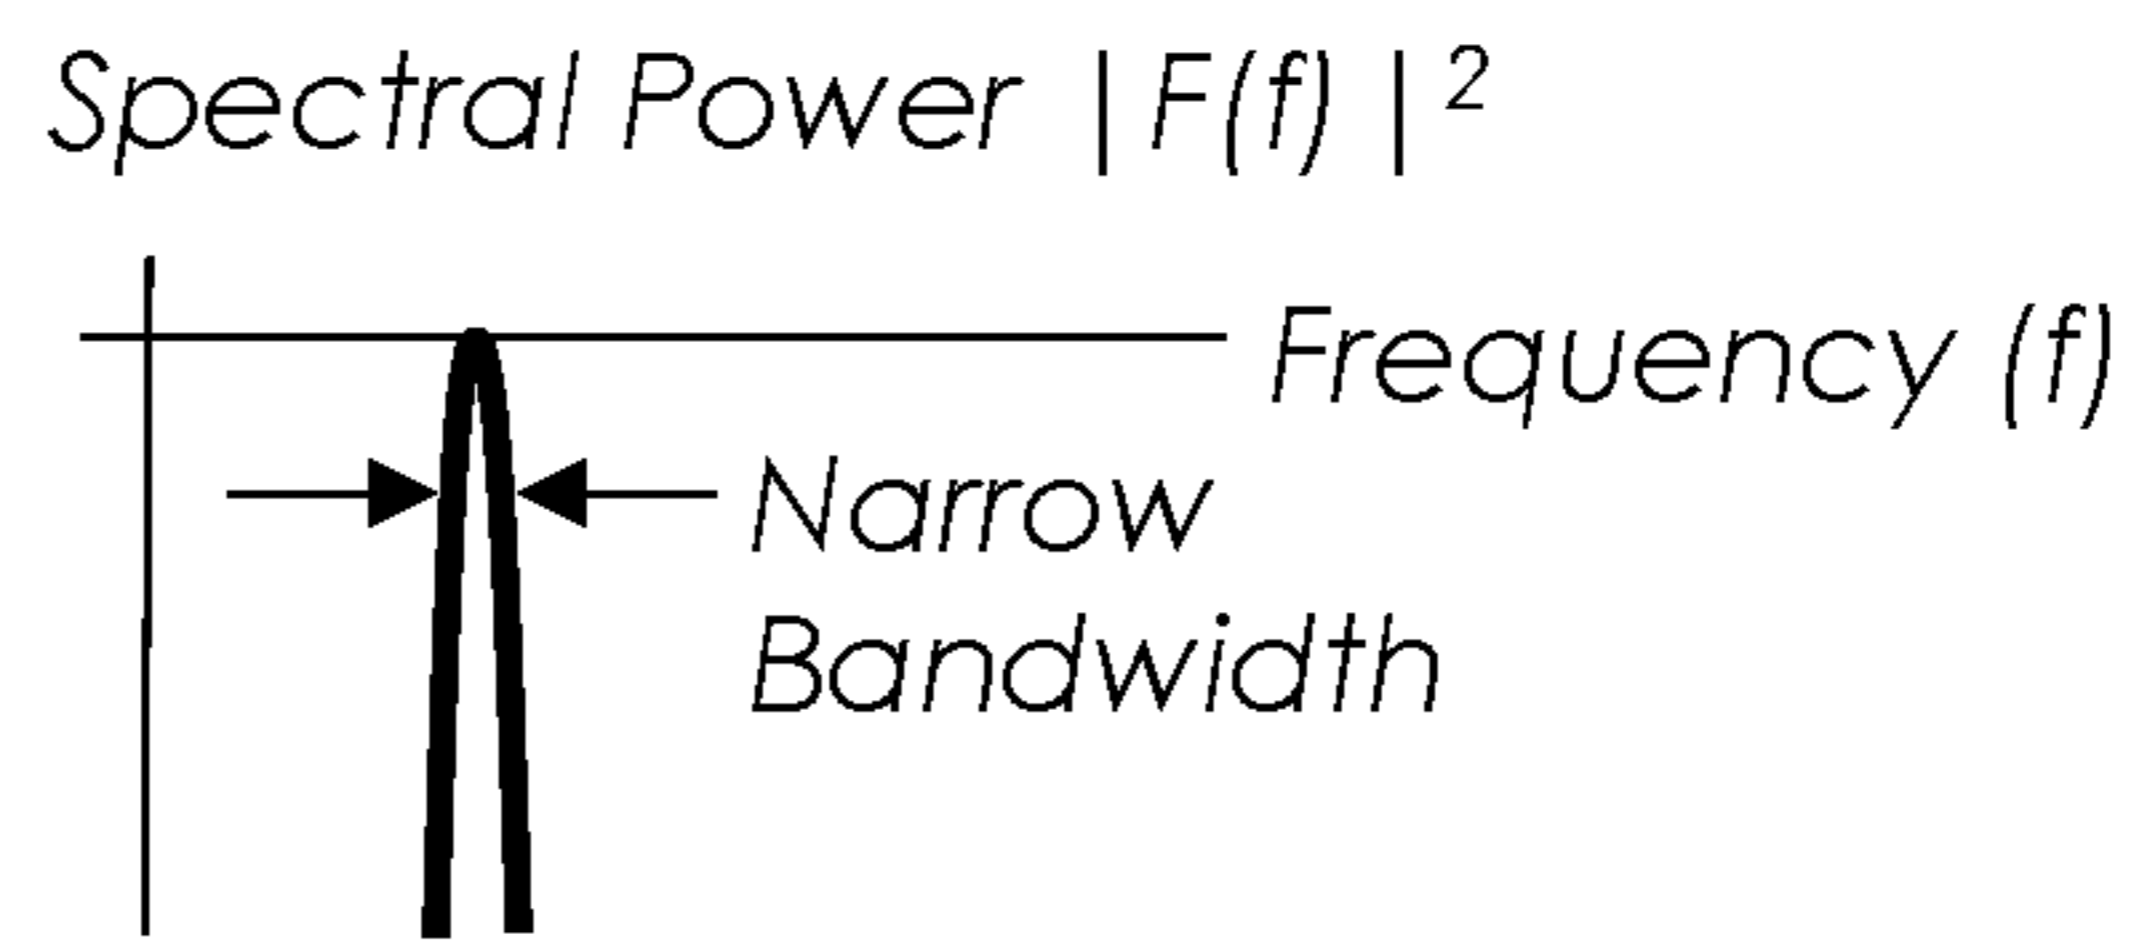 Spectral Power |F(f)|²
Frequency (f)
Narrow
Bandwidth